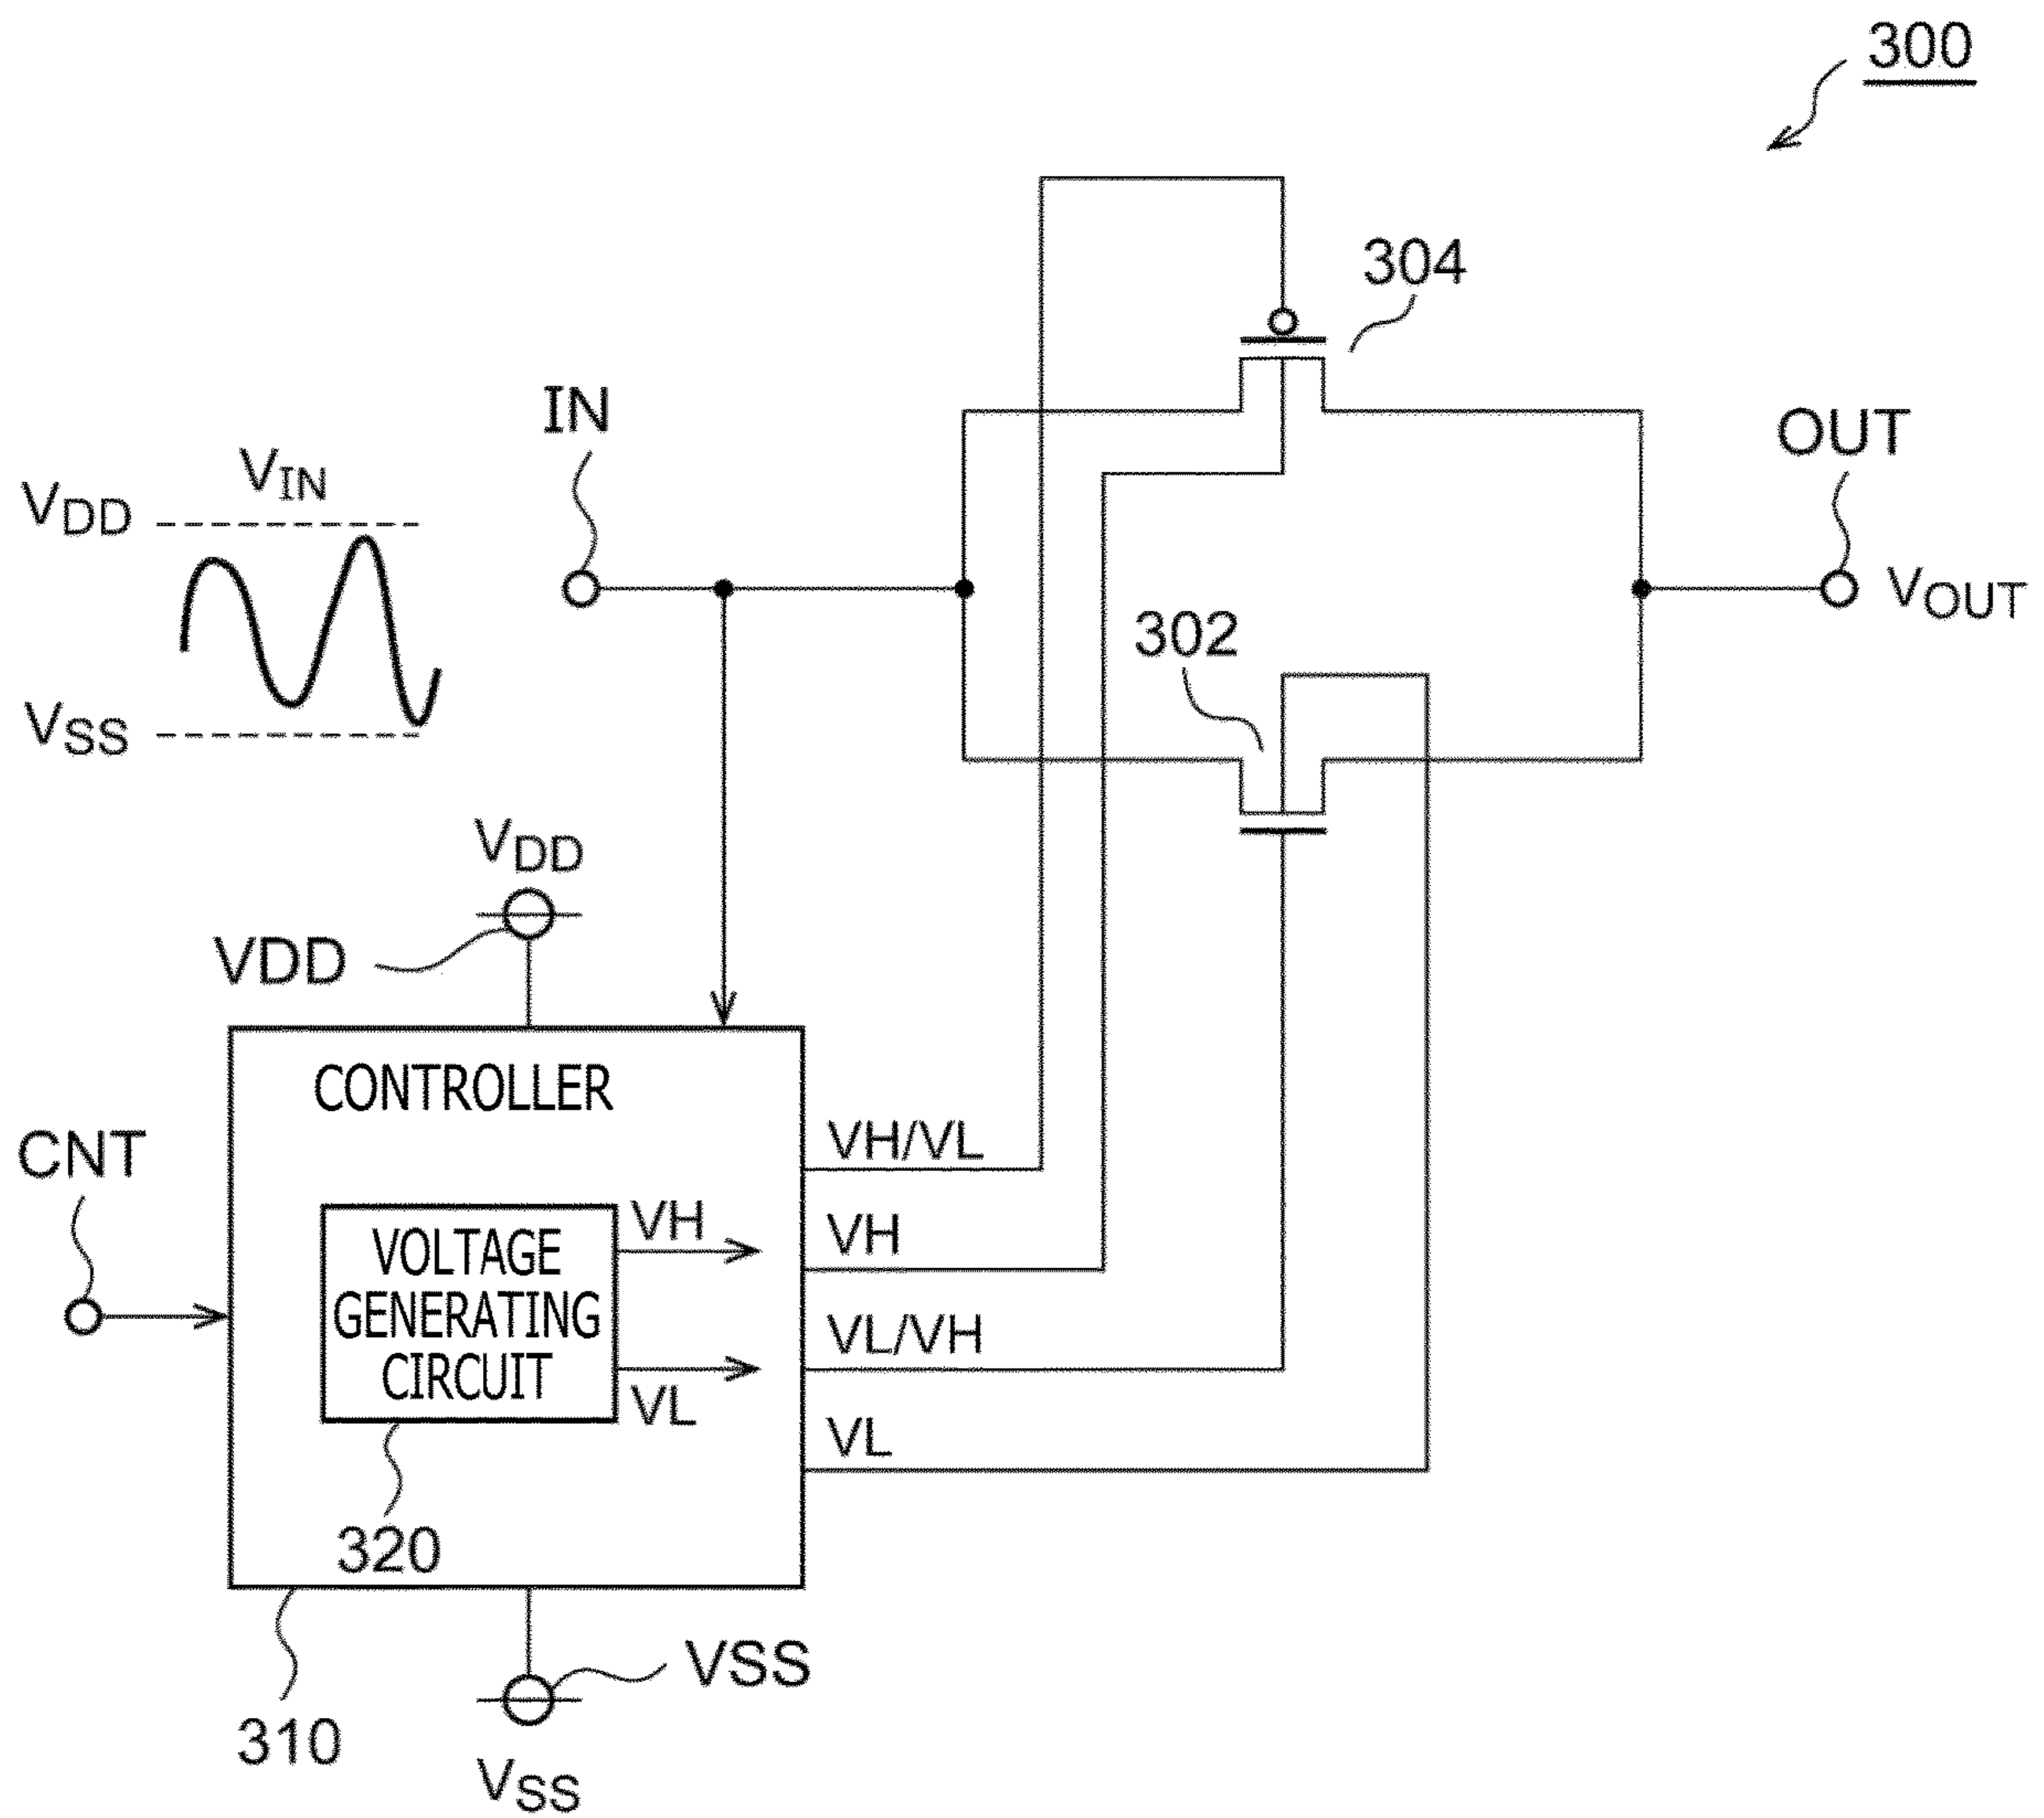 300
304
IN
OUT
VIN
VDD
VOUT
302
VSS
VDD
VDD
CONTROLLER
CNT
VH/VL
VH
VH
VOLTAGE
GENERATING
CIRCUIT
VL/VH
VL
VL
320
VSS
310
VSS